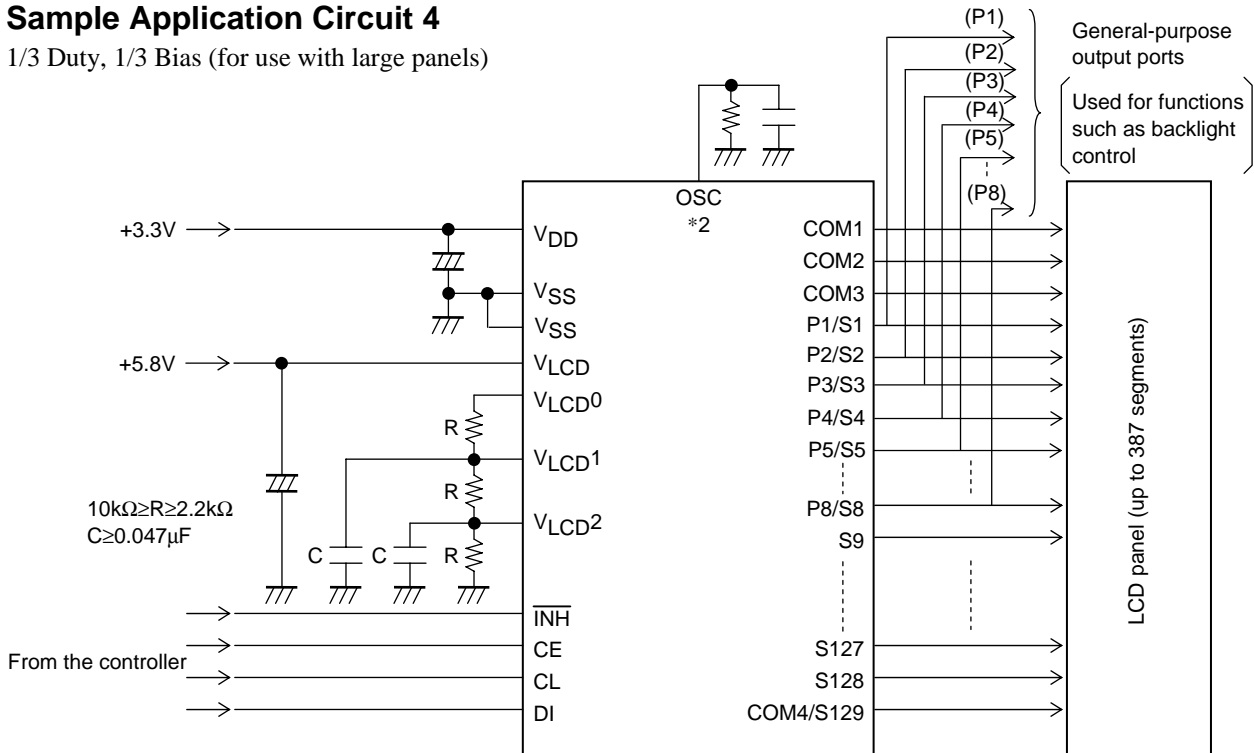 Sample Application Circuit 4
1/3 Duty, 1/3 Bias (for use with large panels)
(P1)
(P2)
(P3)
(P4)
(P5)
(P8)
General-purpose
output ports
Used for functions
such as backlight
control
OSC
*2
+3.3V
VDD
VSS
VSS
+5.8V
VLCD
VLCD0
R
VLCD1
R
VLCD2
R
C
C
10kΩ≥R≥2.2kΩ
C≥0.047μF
INH
CE
CL
DI
From the controller
COM1
COM2
COM3
P1/S1
P2/S2
P3/S3
P4/S4
P5/S5
P8/S8
S9
S127
S128
COM4/S129
LCD panel (up to 387 segments)